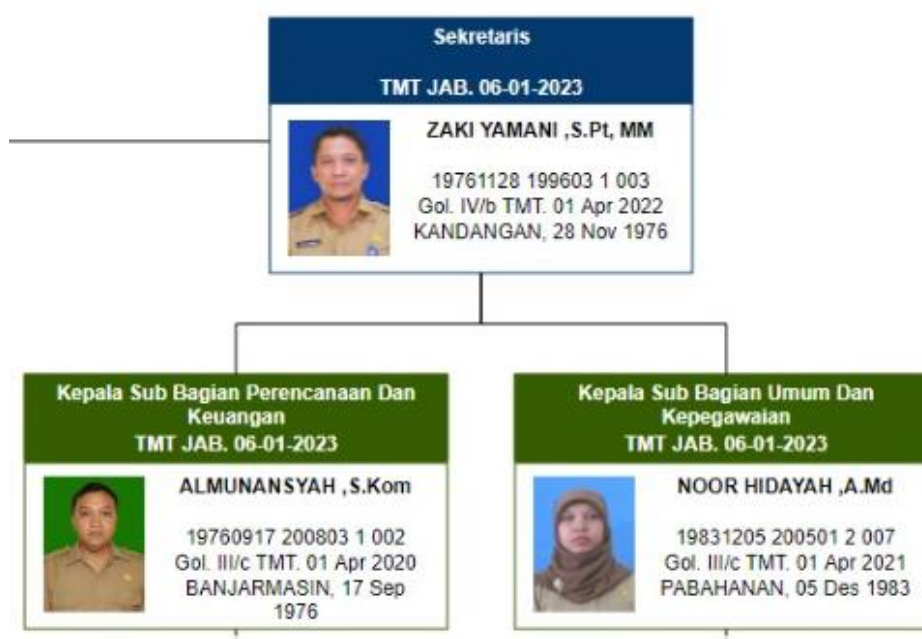 Sekretaris
TMT JAB. 06-01-2023
ZAKI YAMANI ,S.Pt, MM
19761128 199603 1 003
Gol. IV/b TMT. 01 Apr 2022
KANDANGAN, 28 Nov 1976
Kepala Sub Bagian Perencanaan Dan
Keuangan
TMT JAB. 06-01-2023
ALMUNANSYAH ,S.Kom
19760917 200803 1 002
Gol. III/c TMT. 01 Apr 2020
BANJARMASIN, 17 Sep
1976
Kepala Sub Bagian Umum Dan
Kepegawaian
TMT JAB. 06-01-2023
NOOR HIDAYAH ,A.Md
19831205 200501 2 007
Gol. III/c TMT. 01 Apr 2021
PABAHANAN, 05 Des 1983